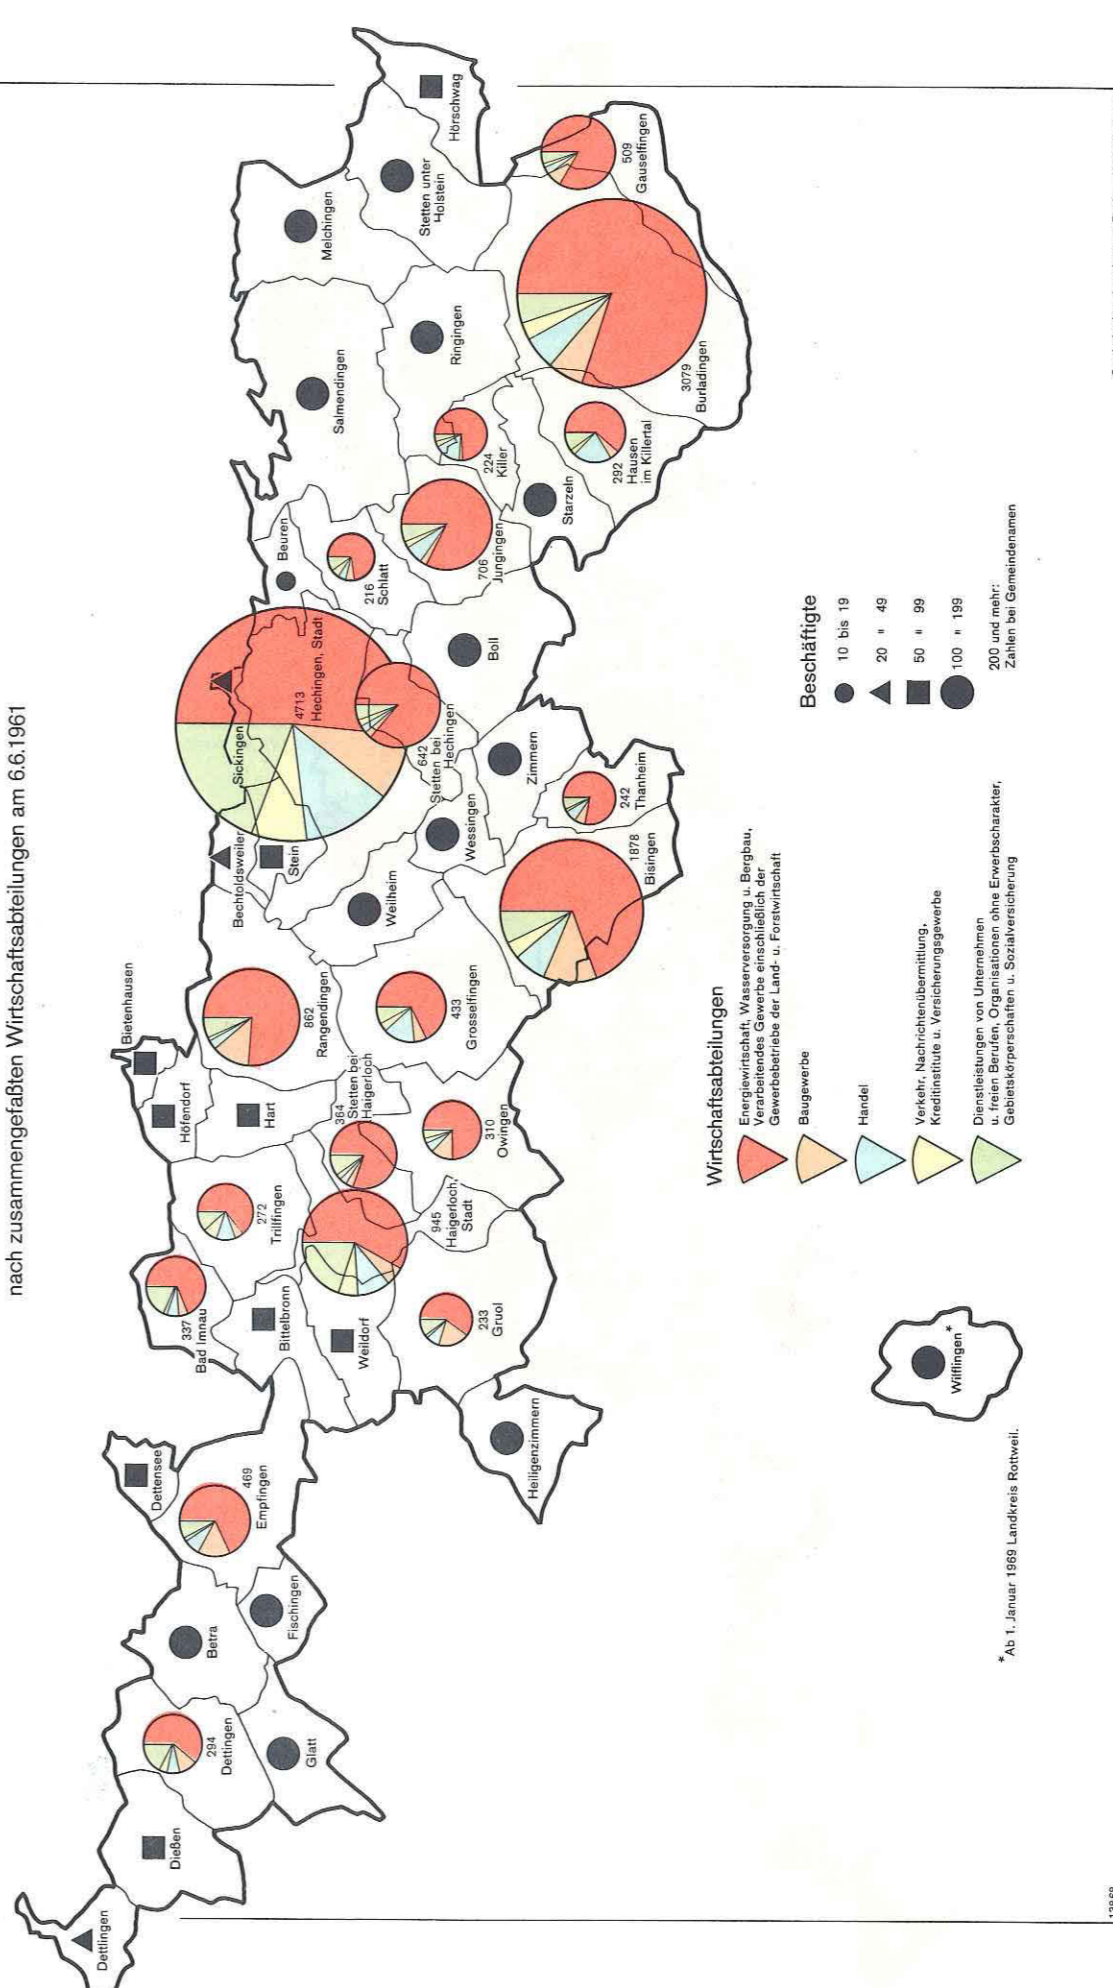 nach zusammengefaßten Wirtschaftsabteilungen am 6.6.1961
Dettlingen
Dießen
294
Dettingen
Glatt
Betra
Fischingen
Dettensee
469
Empfingen
Heiligenzimmern
337
Bad Imnau
Bittelbronn
Weildorf
233
Gruol
272
Trillfingen
945
Haigerloch,
Stadt
364
Stetten bei
Haigerloch
310
Owingen
Bietenhausen
Höfendorf
Hart
862
Rangendingen
433
Grosselfingen
Bechtoldsweiler
Stein
Weilheim
Wessingen
1878
Bisingen
Sickingen
4713
Hechingen, Stadt
642
Stetten bei
Hechingen
Zimmern
242
Thanheim
Boll
Beuren
216
Schlatt
706
Jungingen
224
Killer
Starzeln
292
Hausen
im Killertal
Salmendingen
Ringingen
Melchingen
Stetten unter
Holstein
Hörschwag
3079
Burladingen
509
Gauselfingen
Wilflingen*
*Ab 1. Januar 1969 Landkreis Rottweil.
Wirtschaftsabteilungen
Energiewirtschaft, Wasserversorgung u. Bergbau,
Verarbeitendes Gewerbe einschließlich der
Gewerbebetriebe der Land- u. Forstwirtschaft
Baugewerbe
Handel
Verkehr, Nachrichtenübermittlung,
Kreditinstitute u. Versicherungsgewerbe
Dienstleistungen von Unternehmen
u. freien Berufen, Organisationen ohne Erwerbscharakter,
Gebietskörperschaften u. Sozialversicherung
Beschäftigte
10 bis 19
20 " 49
50 " 99
100 " 199
200 und mehr:
Zahlen bei Gemeindenamen